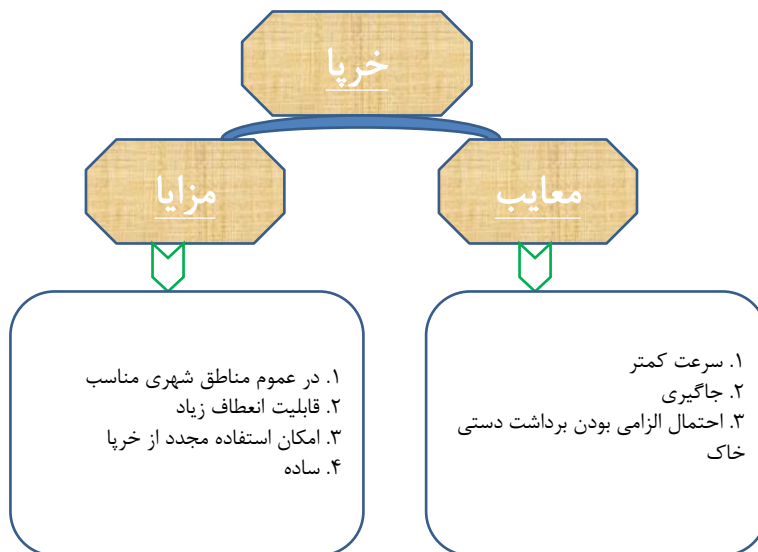 خرپا
معایب
مزایا
۱. سرعت کمتر
۲. جاگیری
۳. احتمال الزامی بودن برداشت دستی
خاک
۱. در عموم مناطق شهری مناسب
۲. قابلیت انعطاف زیاد
۳. امکان استفاده مجدد از خرپا
۴. ساده